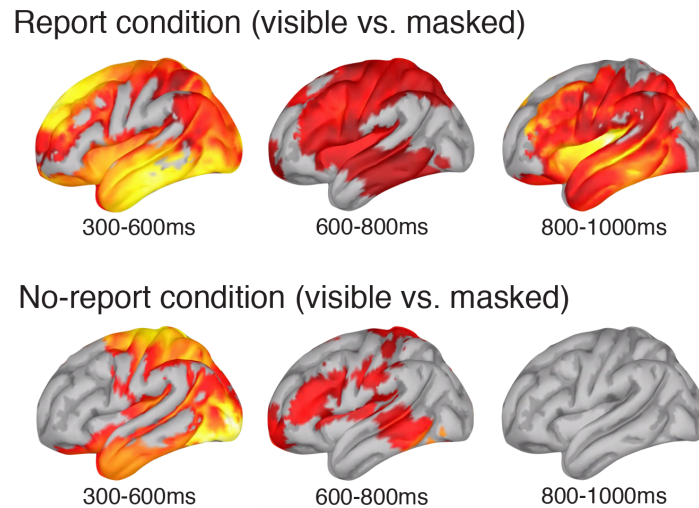 Report condition (visible vs. masked)
300-600ms 600-800ms 800-1000ms
No-report condition (visible vs. masked)
300-600ms 600-800ms 800-1000ms